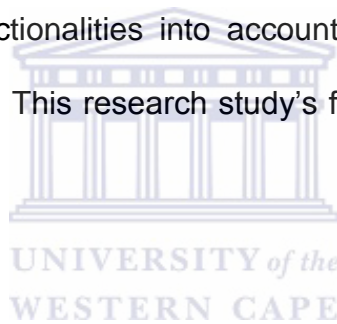 ctionalities into account
This research study's f
UNIVERSITY of the
WESTERN CAPE